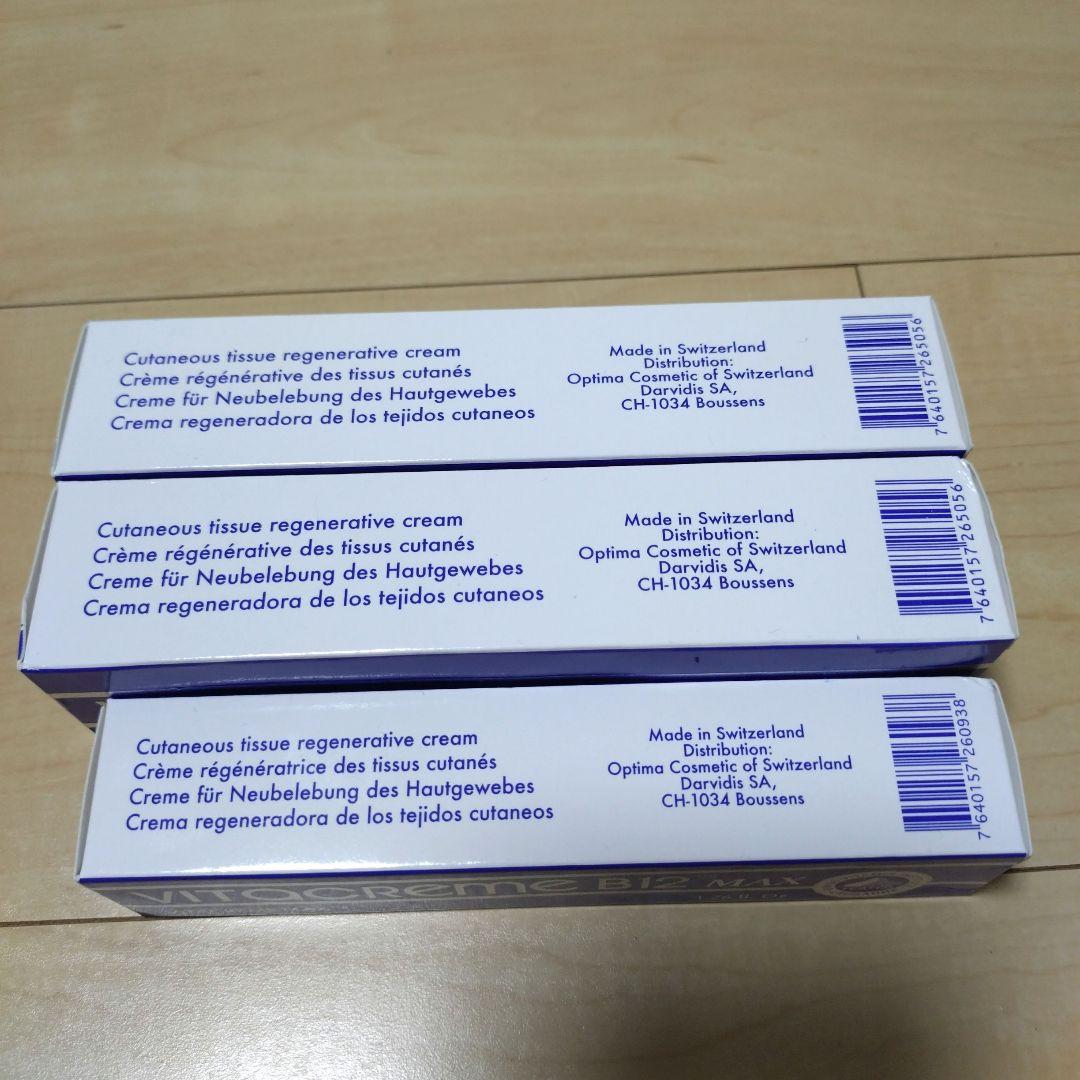 Cutaneous tissue regenerative cream
Crème régénérative des tissus cutanés
Creme für Neubelebung des Hautgewebes
Crema regeneradora de los tejidos cutaneos
Made in Switzerland
Distribution:
Optima Cosmetic of Switzerland
Darvidis SA,
CH-1034 Boussens
7 640157 265056
Cutaneous tissue regenerative cream
Crème régénérative des tissus cutanés
Creme für Neubelebung des Hautgewebes
Crema regeneradora de los tejidos cutaneos
Made in Switzerland
Distribution:
Optima Cosmetic of Switzerland
Darvidis SA,
CH-1034 Boussens
7 640157 265056
Cutaneous tissue regenerative cream
Crème régénératrice des tissus cutanés
Creme für Neubelebung des Hautgewebes
Crema regeneradora de los tejidos cutaneos
Made in Switzerland
Distribution:
Optima Cosmetic of Switzerland
Darvidis SA,
CH-1034 Boussens
7 640157 260938
VITACreme B12 MAX